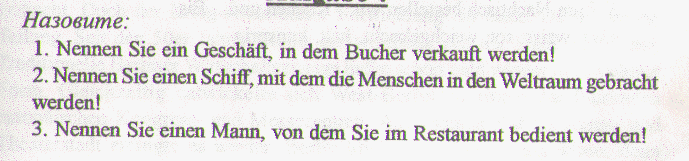 Назовите:
1. Nennen Sie ein Geschäft, in dem Bucher verkauft werden!
2. Nennen Sie einen Schiff, mit dem die Menschen in den Weltraum gebracht
werden!
3. Nennen Sie einen Mann, von dem Sie im Restaurant bedient werden!